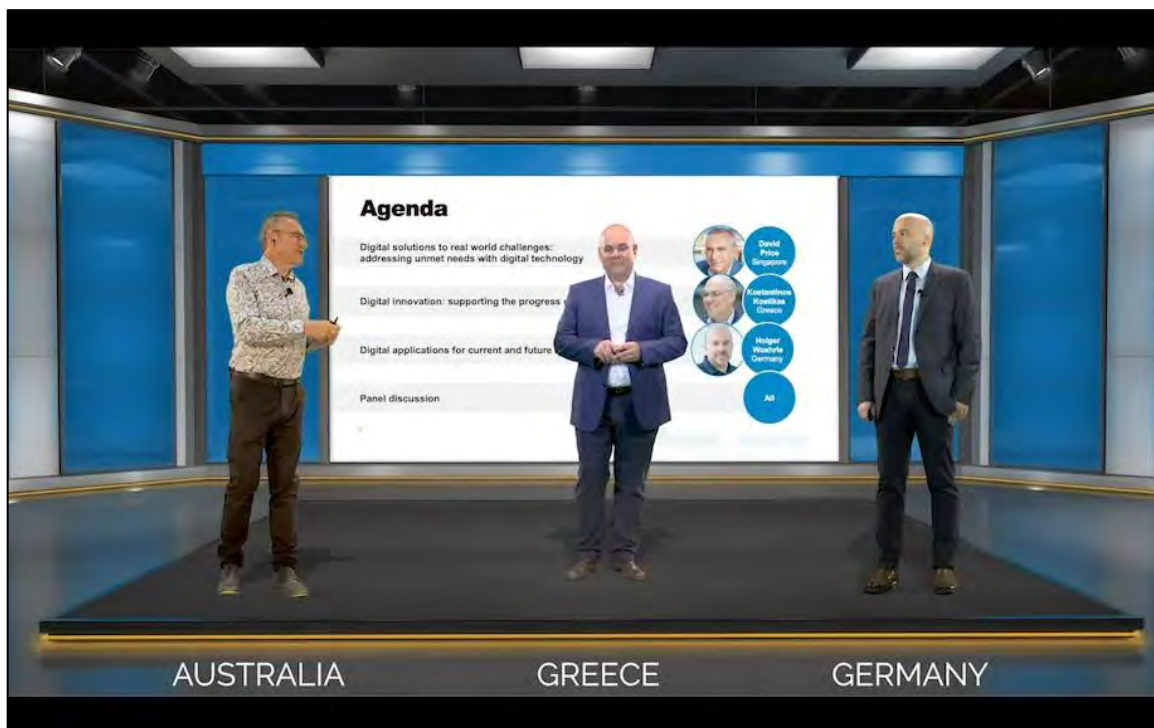 Agenda
Digital solutions to real world challenges:
addressing unmet needs with digital technology
David
Price
Singapore
Digital innovation: supporting the progress
Kostantinos
Kostikas
Greece
Digital applications for current and future
Holger
Woehrle
Germany
Panel discussion
All
AUSTRALIA
GREECE
GERMANY